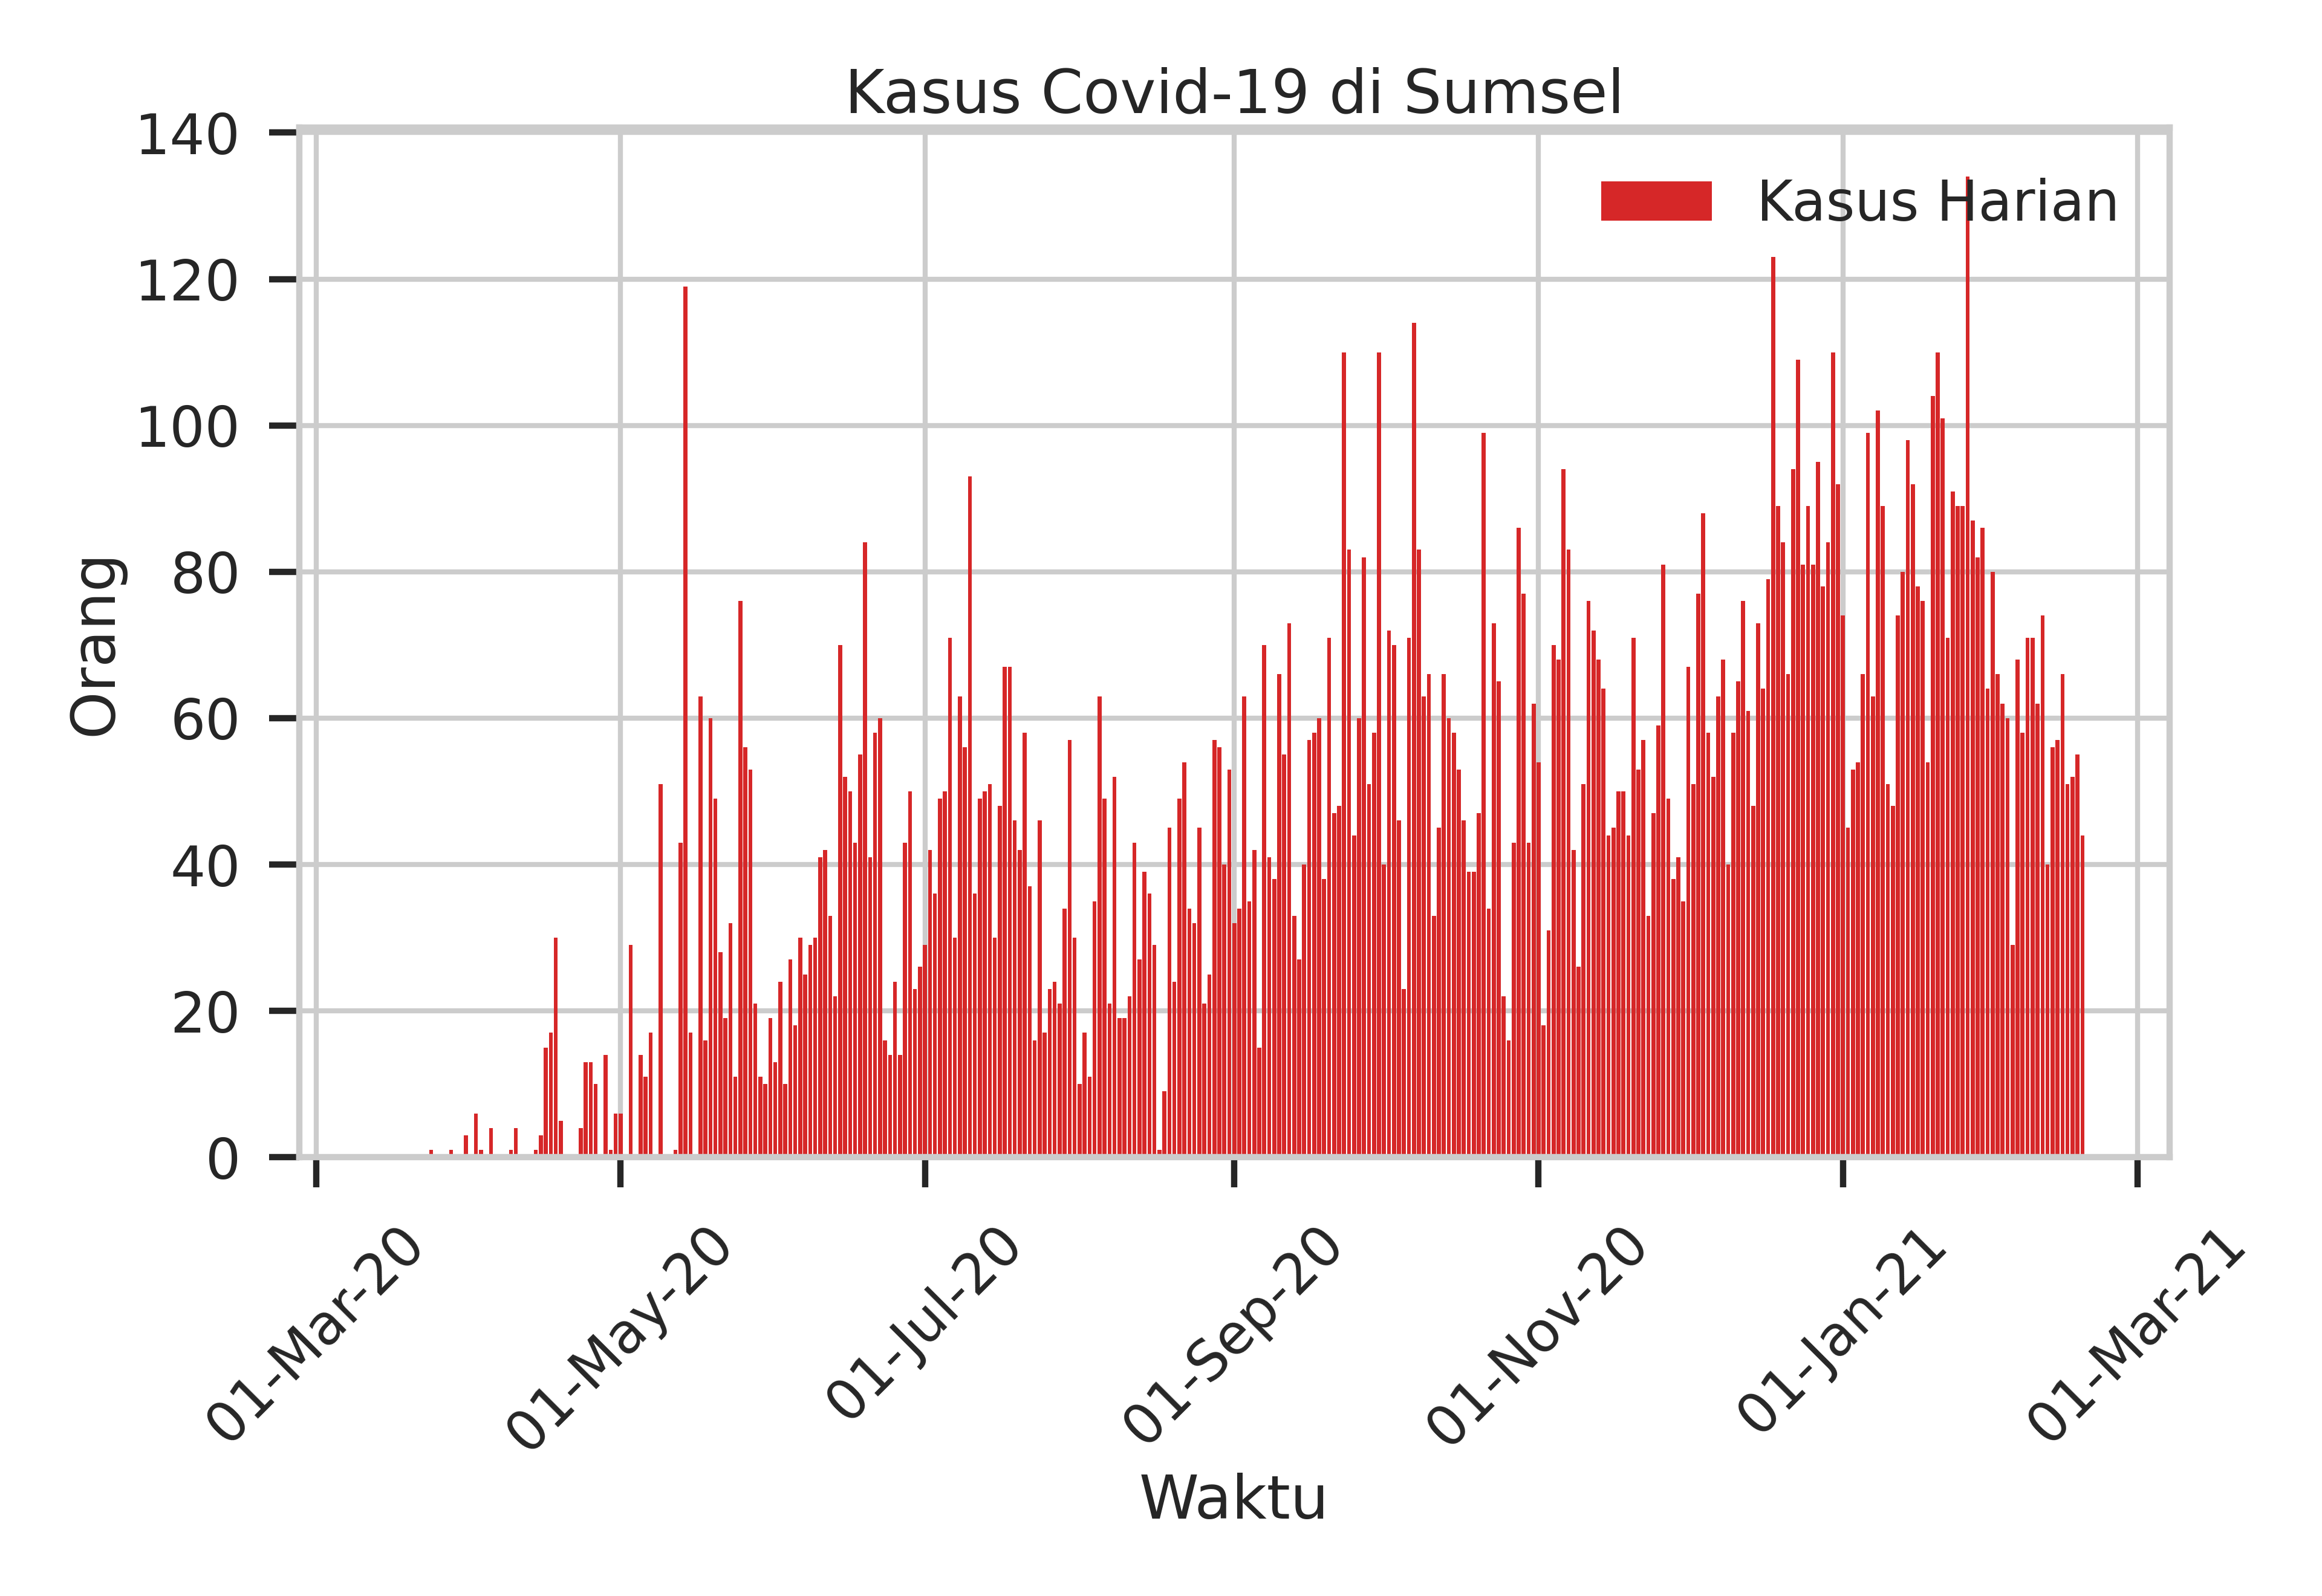 Kasus Covid-19 di Sumsel
Kasus Harian
140
120
100
80
60
40
20
0
Orang
01-Mar-20
01-May-20
01-Jul-20
01-Sep-20
01-Nov-20
01-Jan-21
01-Mar-21
Waktu